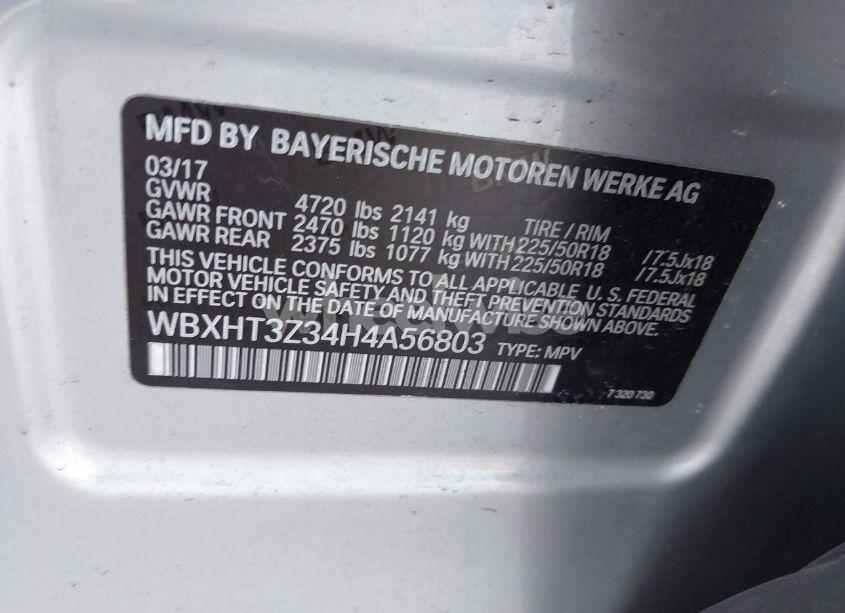 MFD BY BAYERISCHE MOTOREN WERKE AG
03/17
GVWR 4720 lbs 2141 kg TIRE / RIM
GAWR FRONT 2470 lbs 1120 kg WITH 225/50R18 /7.5Jx18
GAWR REAR 2375 lbs 1077 kg WITH 225/50R18 /7.5Jx18
THIS VEHICLE CONFORMS TO ALL APPLICABLE U. S. FEDERAL
MOTOR VEHICLE SAFETY AND THEFT PREVENTION STANDARDS
IN EFFECT ON THE DATE OF MANUFACTURE SHOWN ABOVE.
WBXHT3Z34H4A56803 TYPE: MPV
7 320 730